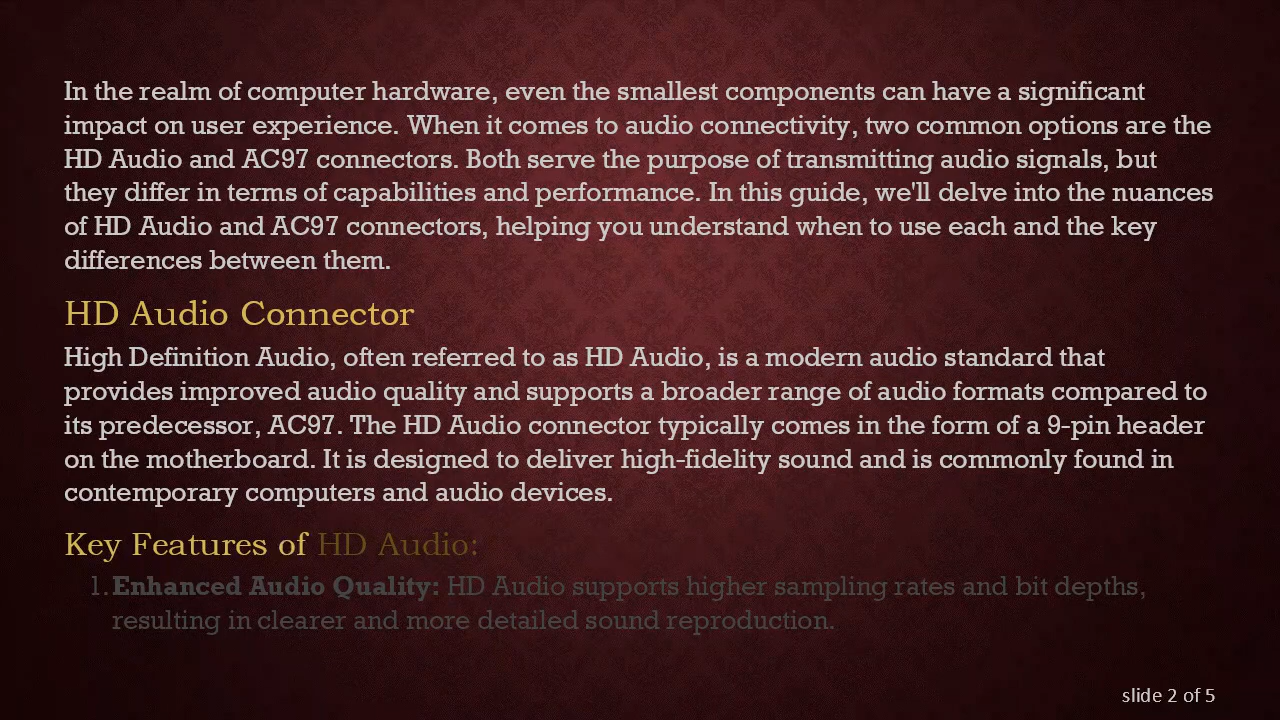 In the realm of computer hardware, even the smallest components can have a significant
impact on user experience. When it comes to audio connectivity, two common options are the
HD Audio and AC97 connectors. Both serve the purpose of transmitting audio signals, but
they differ in terms of capabilities and performance. In this guide, we'll delve into the nuances
of HD Audio and AC97 connectors, helping you understand when to use each and the key
differences between them.
HD Audio Connector
High Definition Audio, often referred to as HD Audio, is a modern audio standard that
provides improved audio quality and supports a broader range of audio formats compared to
its predecessor, AC97. The HD Audio connector typically comes in the form of a 9-pin header
on the motherboard. It is designed to deliver high-fidelity sound and is commonly found in
contemporary computers and audio devices.
Key Features of HD Audio:
1. Enhanced Audio Quality: HD Audio supports higher sampling rates and bit depths,
resulting in clearer and more detailed sound reproduction.
slide 2 of 5